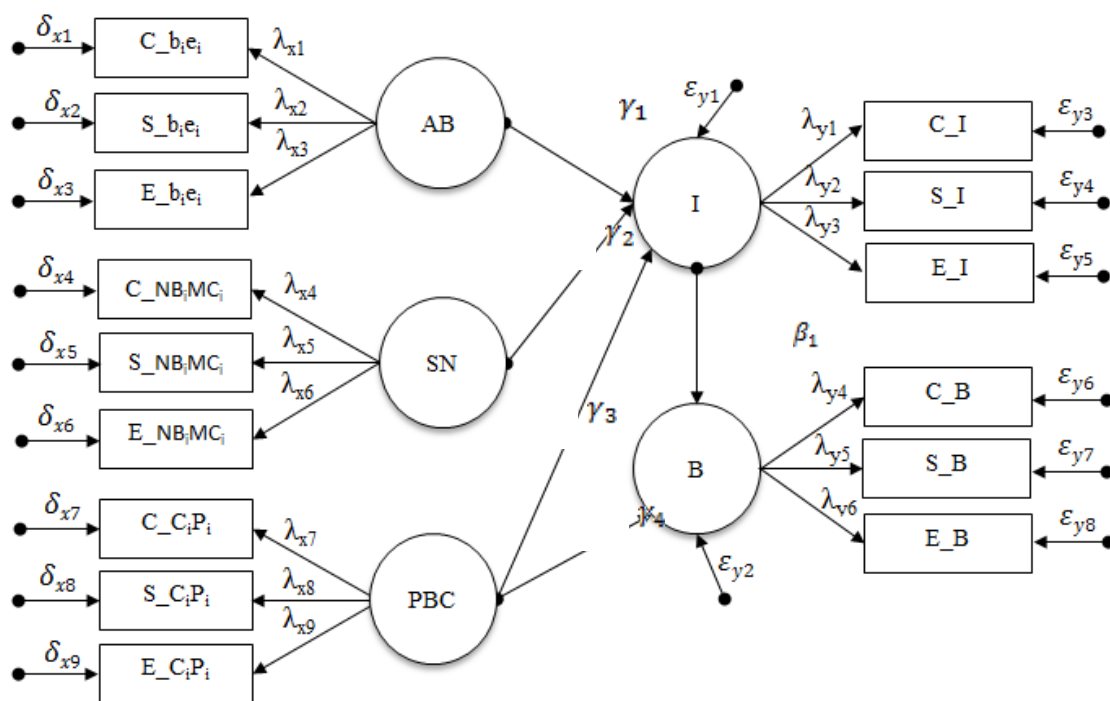 δx1
C_biei
λx1
δx2
S_biei
λx2
δx3
E_biei
λx3
AB
γ1
εy1
I
λy1
C_I
εy3
λy2
S_I
εy4
λy3
E_I
εy5
δx4
C_NBiMCi
λx4
δx5
S_NBiMCi
λx5
δx6
E_NBiMCi
λx6
SN
γ2
γ3
β1
B
λy4
C_B
εy6
λy5
S_B
εy7
λy6
E_B
εy8
εy2
γ4
δx7
C_CiPi
λx7
δx8
S_CiPi
λx8
δx9
E_CiPi
λx9
PBC